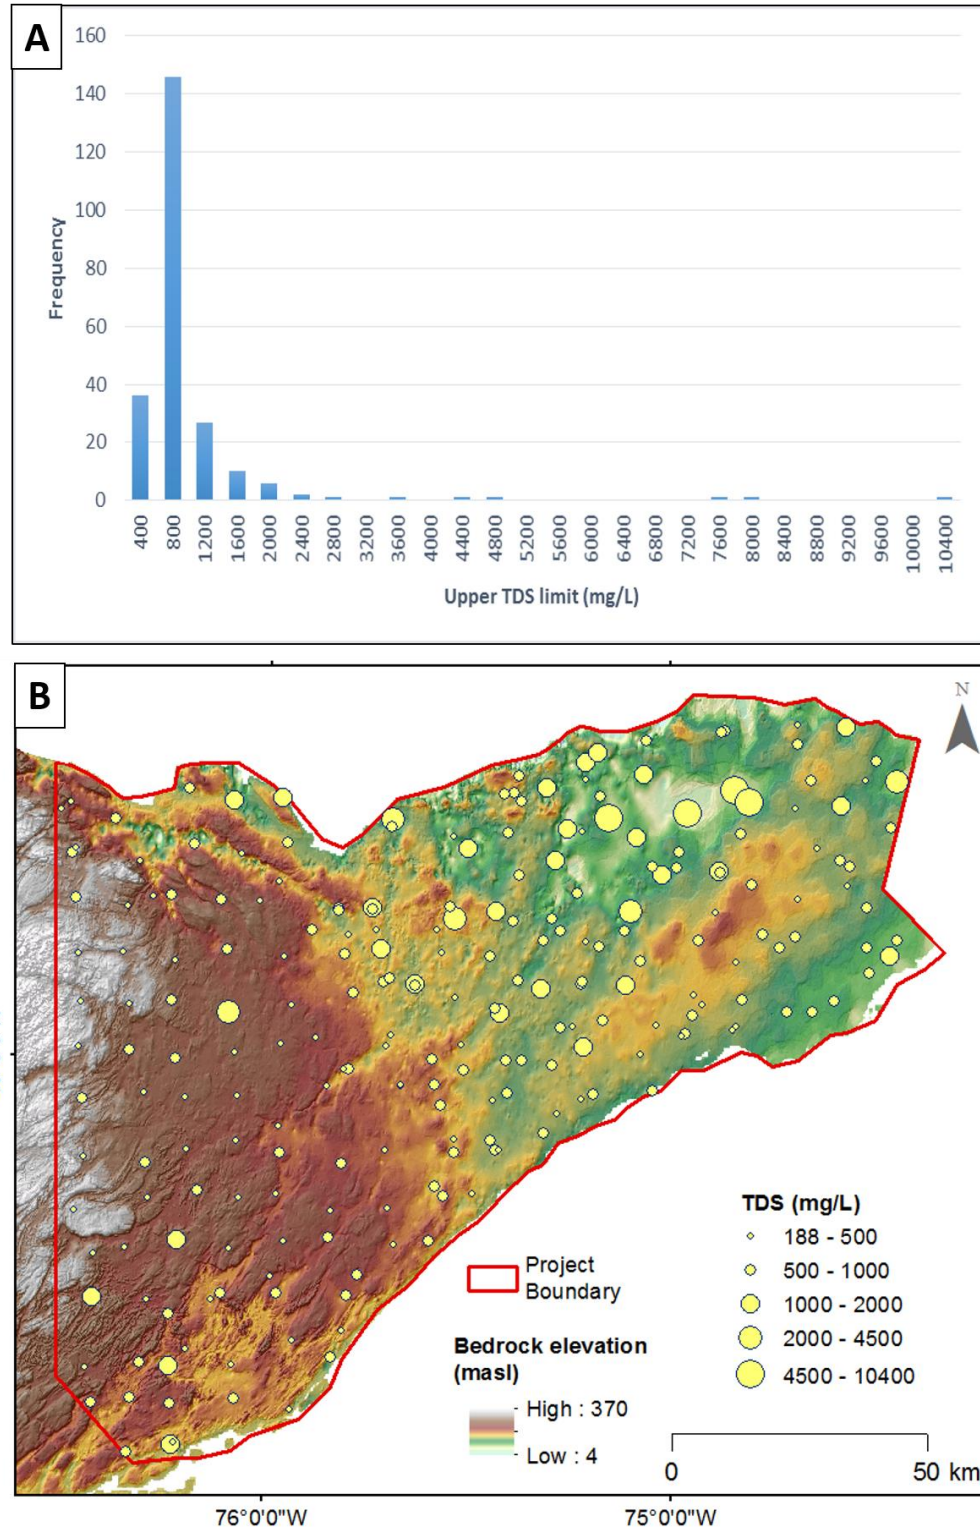 A
160
140
120
100
80
60
40
20
0
Frequency
400 800 1200 1600 2000 2400 2800 3200 3600 4000 4400 4800 5200 5600 6000 6400 6800 7200 7600 8000 8400 8800 9200 9600 10000 10400
Upper TDS limit (mg/L)
B
N
TDS (mg/L)
188 - 500
500 - 1000
1000 - 2000
2000 - 4500
4500 - 10400
Project
Boundary
Bedrock elevation
(masl)
High : 370
Low : 4
0 50 km
76°0'0"W 75°0'0"W